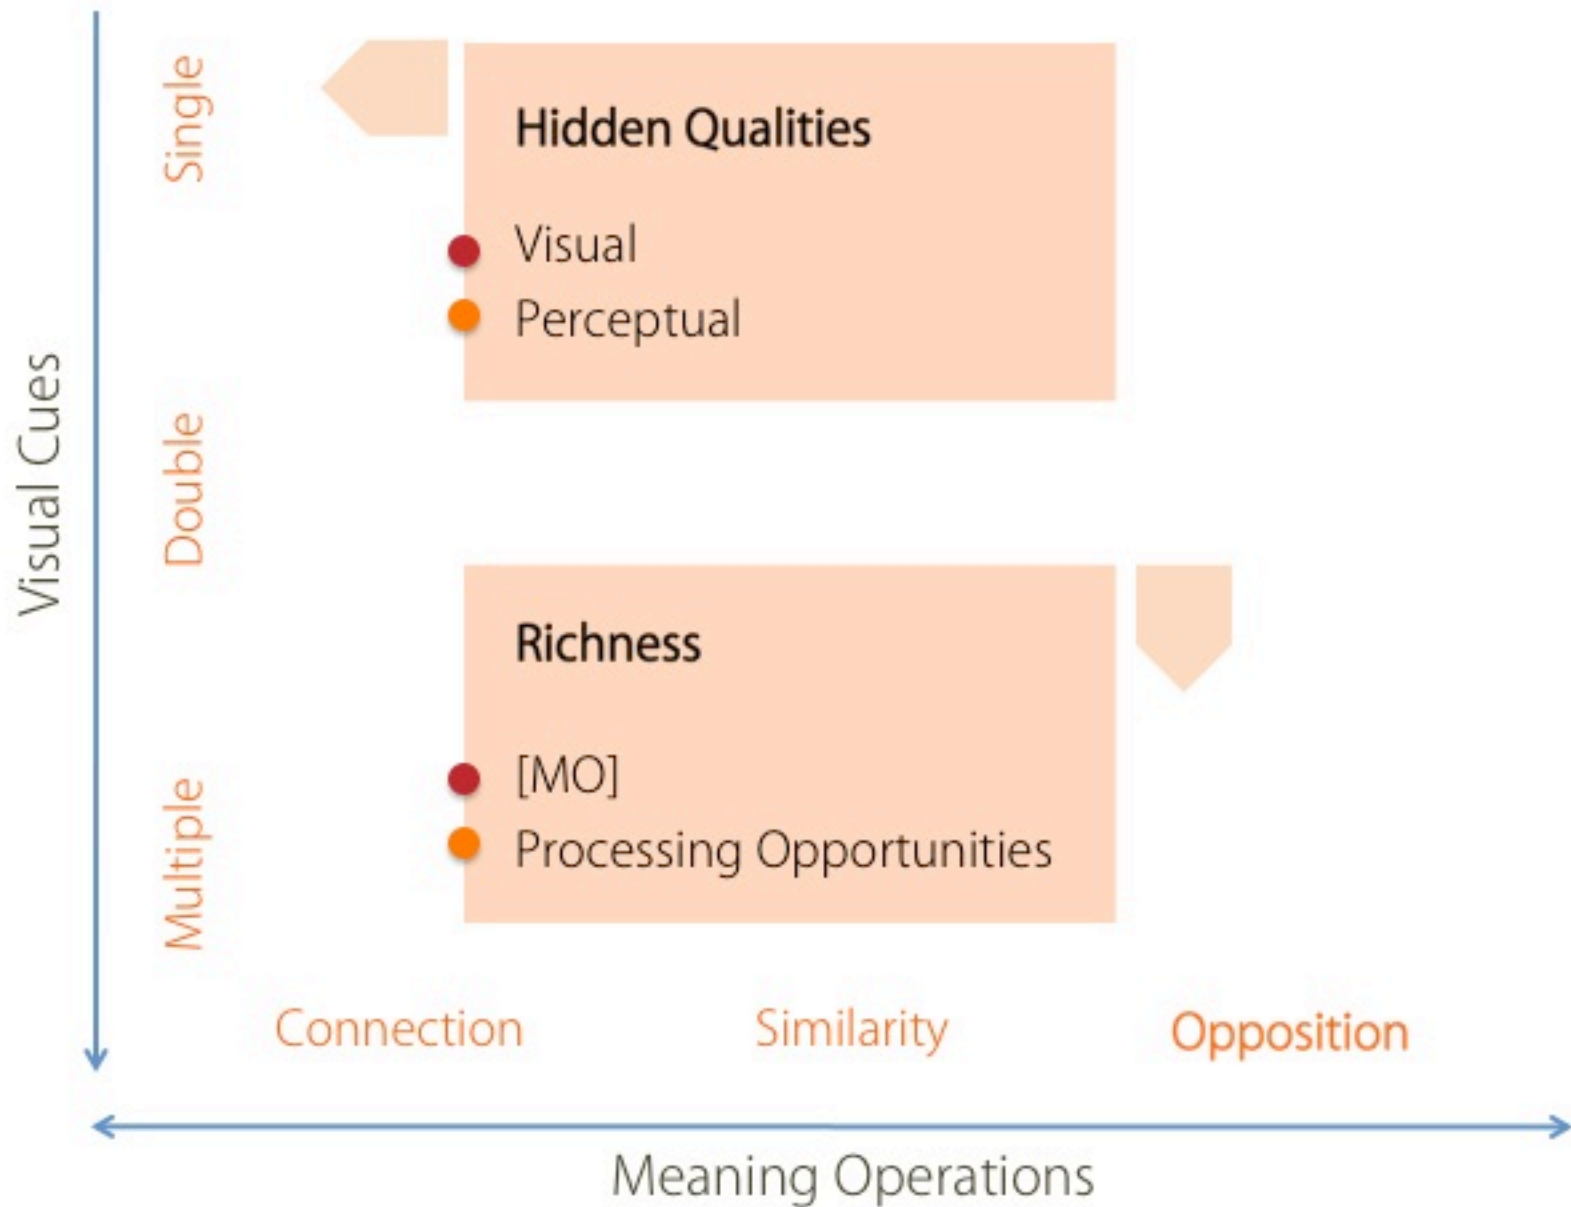 Visual Cues
Single
Double
Multiple
Hidden Qualities
Visual
Perceptual
Richness
[MO]
Processing Opportunities
Connection
Similarity
Opposition
Meaning Operations